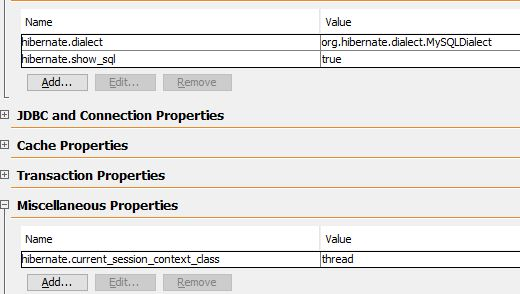 Name Value
hibernate.dialect org.hibernate.dialect.MySQLDialect
hibernate.show_sql true
Add... Edit... Remove
JDBC and Connection Properties
Cache Properties
Transaction Properties
Miscellaneous Properties
Name Value
hibernate.current_session_context_class thread
Add... Edit... Remove